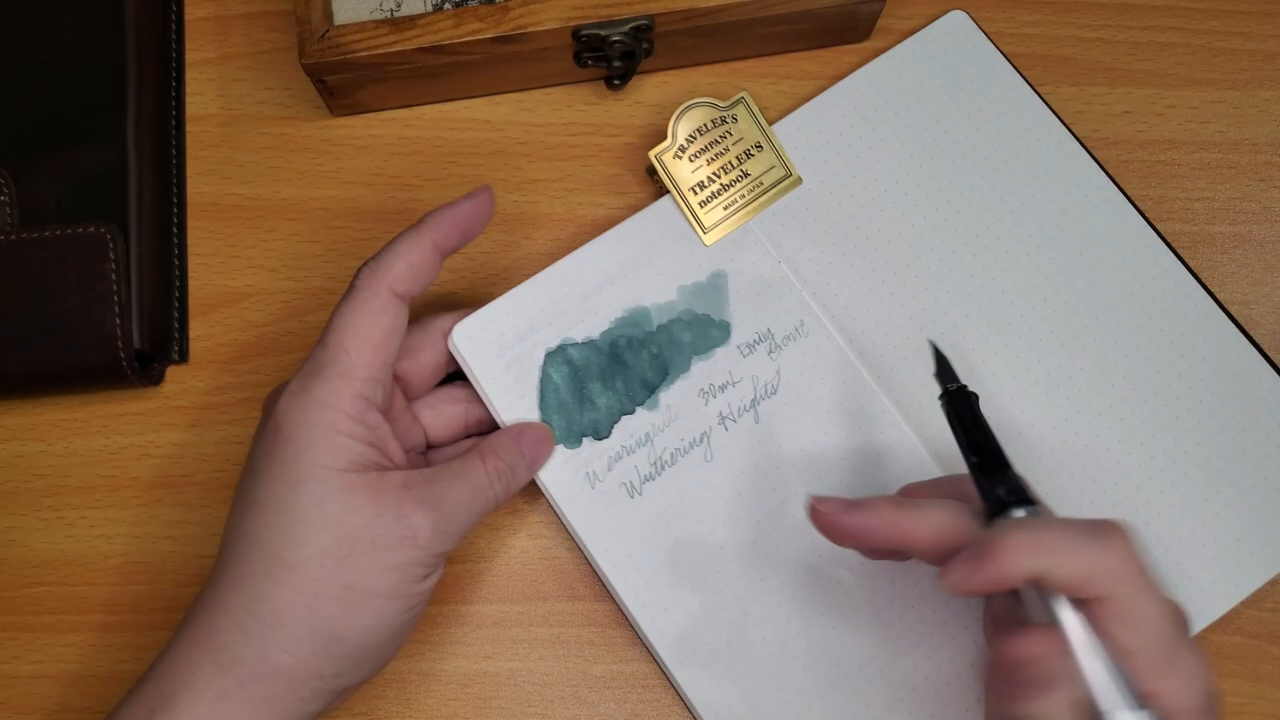 TRAVELER'S
COMPANY
JAPAN
TRAVELER'S
notebook
MADE IN JAPAN
Emily
Brontë
30mL
Wearingeul
Wuthering Heights